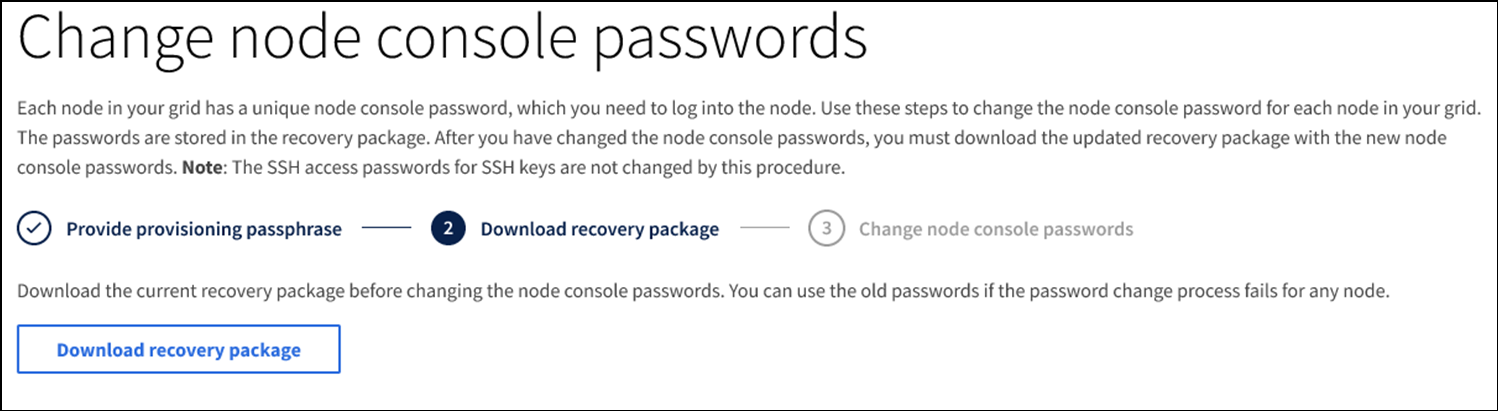 Change node console passwords
Each node in your grid has a unique node console password, which you need to log into the node. Use these steps to change the node console password for each node in your grid.
The passwords are stored in the recovery package. After you have changed the node console passwords, you must download the updated recovery package with the new node
console passwords. Note: The SSH access passwords for SSH keys are not changed by this procedure.
Provide provisioning passphrase 2 Download recovery package 3 Change node console passwords
Download the current recovery package before changing the node console passwords. You can use the old passwords if the password change process fails for any node.
Download recovery package